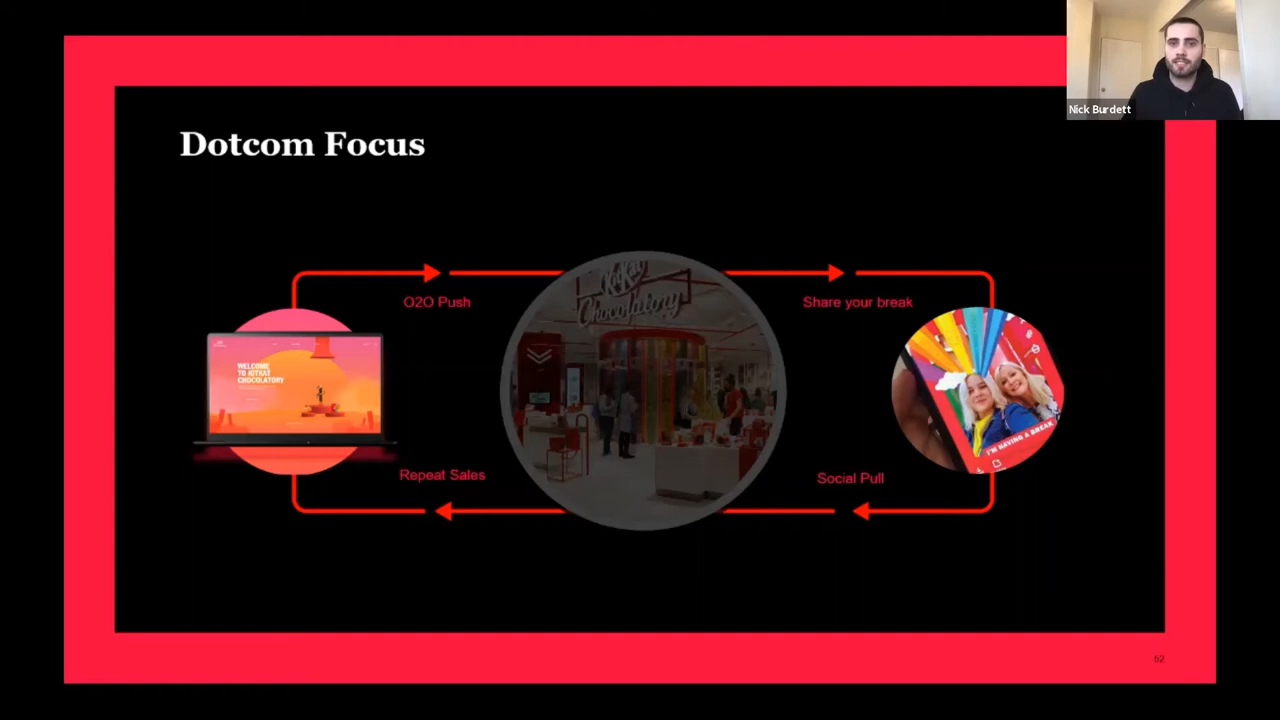 Nick Burdett
Dotcom Focus
O2O Push
Share your break
KitKat
Chocolatory
WELCOME
TO KITKAT
CHOCOLATORY
I'M HAVING A BREAK
Repeat Sales
Social Pull
52